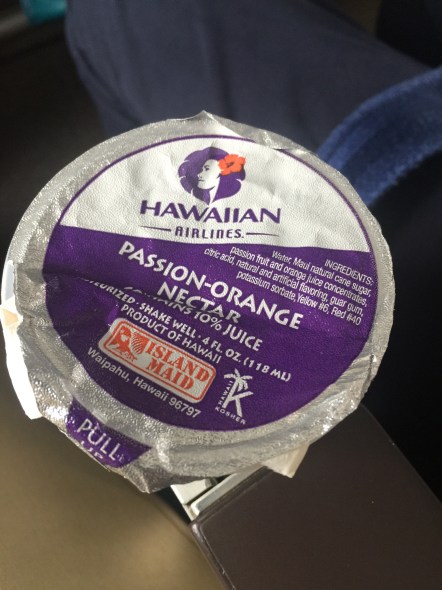 HAWAIIAN
AIRLINES.
PASSION-ORANGE
NECTAR
10% JUICE
SHAKE WELL • 4 FL OZ. (118 ML)
PRODUCT OF HAWAII
ISLAND
MAID
Waipahu, Hawaii 96797
HAWAII
K
KOSHER
INGREDIENTS:
Water, Maui natural cane sugar,
passion fruit and orange juice concentrates,
citric acid, natural and artificial flavoring, guar gum,
potassium sorbate, Yellow #6, Red #40
PULL